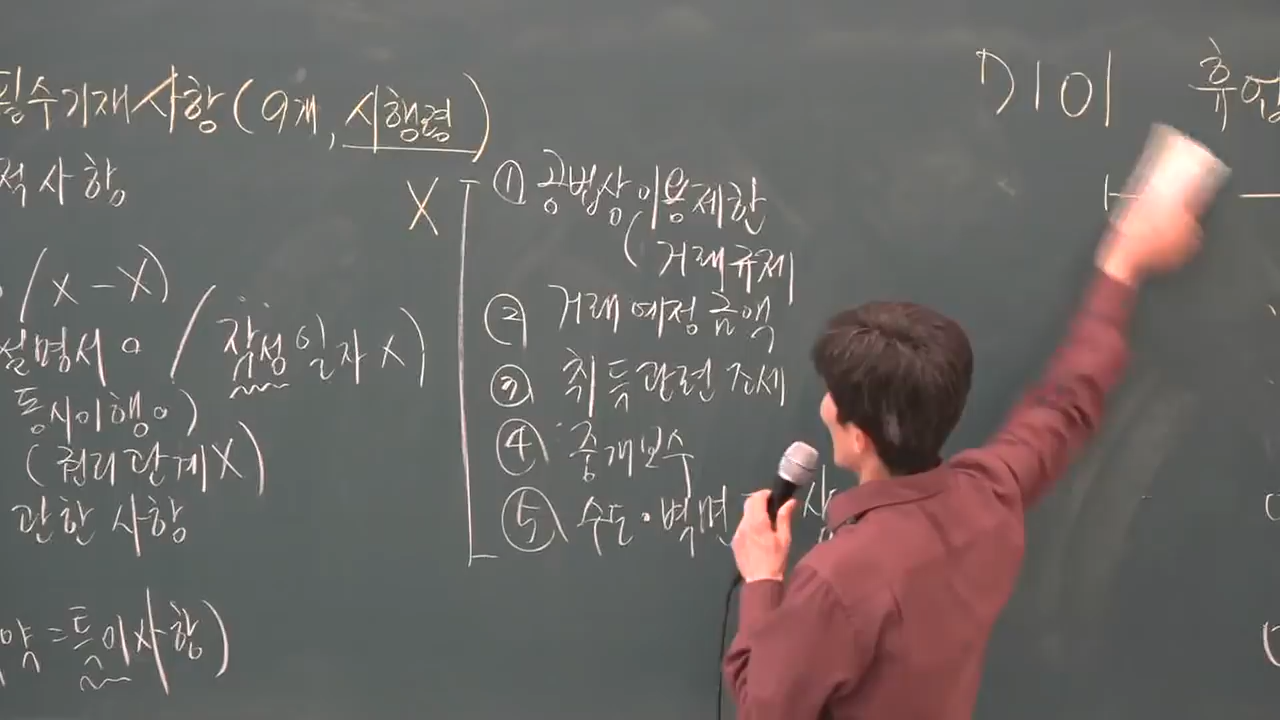 필수기재사항(9개, 시행령)
적사항
(X-X)
설명서 o (작성일자 X)
동시이행 o)
(권리관계 X)
관한 사항
약 = 특이사항)
X
① 공법상 이용제한
(거래규제
② 거래예정금액
③ 취득관련 조세
④ 중개보수
⑤ 수도·벽면
휴업